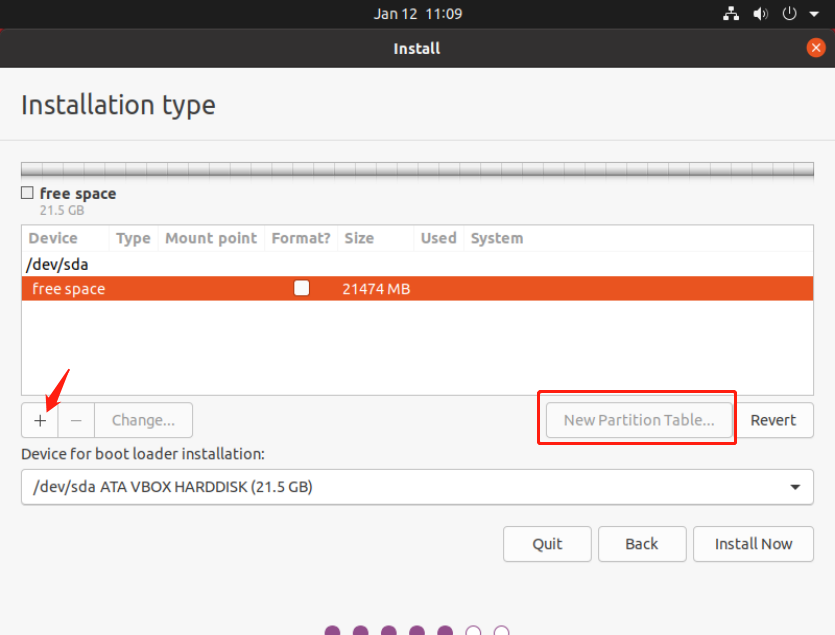 Jan 12 11:09
Install
Installation type
free space
21.5 GB
Device Type Mount point Format? Size Used System
/dev/sda
free space 21474 MB
+ − Change... New Partition Table... Revert
Device for boot loader installation:
/dev/sda ATA VBOX HARDDISK (21.5 GB)
Quit Back Install Now